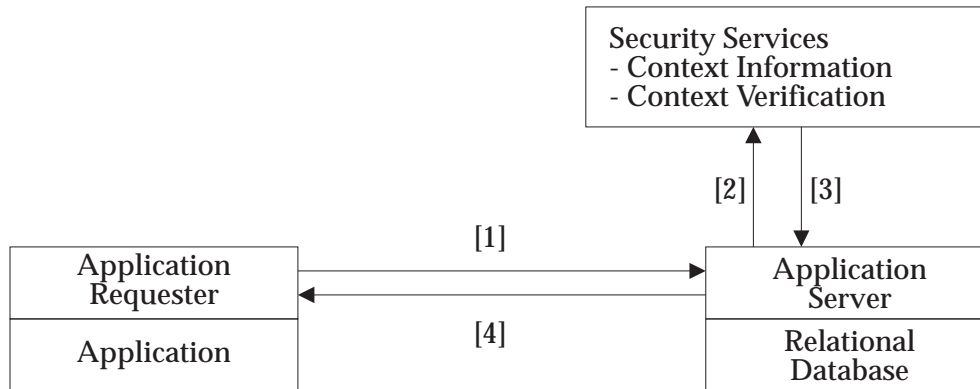 Security Services
- Context Information
- Context Verification
[2]
[3]
[1]
Application
Requester
Application
Server
[4]
Application
Relational
Database